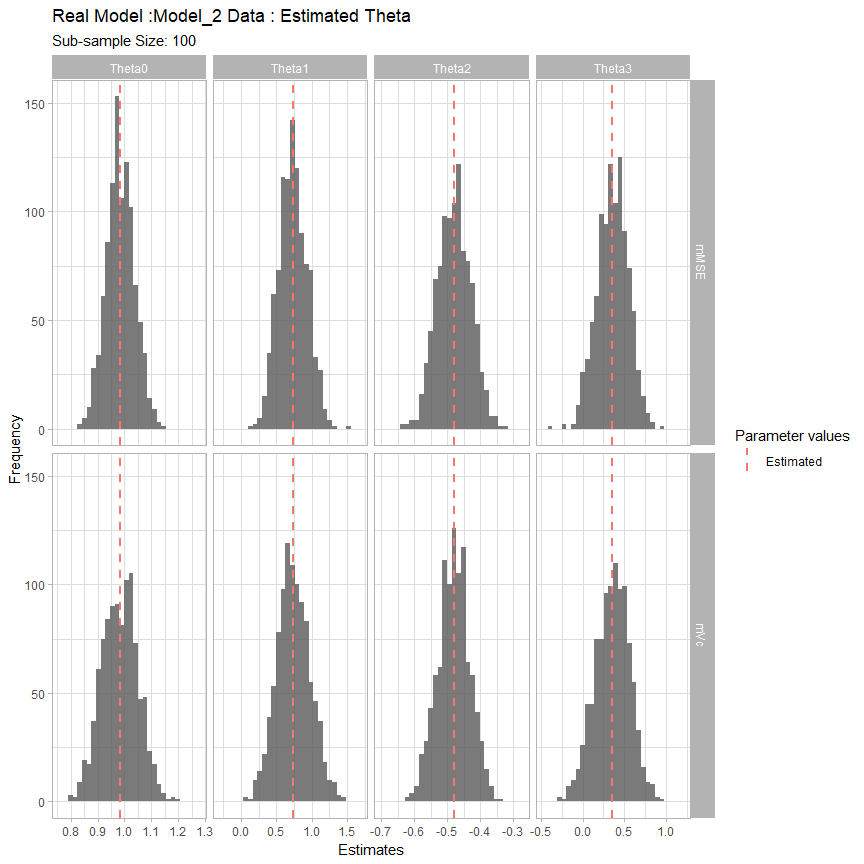 Real Model :Model_2 Data : Estimated Theta
Sub-sample Size: 100
Theta0 Theta1 Theta2 Theta3
150
100
50
0
mMSE
150
100
50
0
mVc
Frequency
0.8 0.9 1.0 1.1 1.2 1.3 0.0 0.5 1.0 1.5 -0.7 -0.6 -0.5 -0.4 -0.3 -0.5 0.0 0.5 1.0
Estimates
Parameter values
Estimated